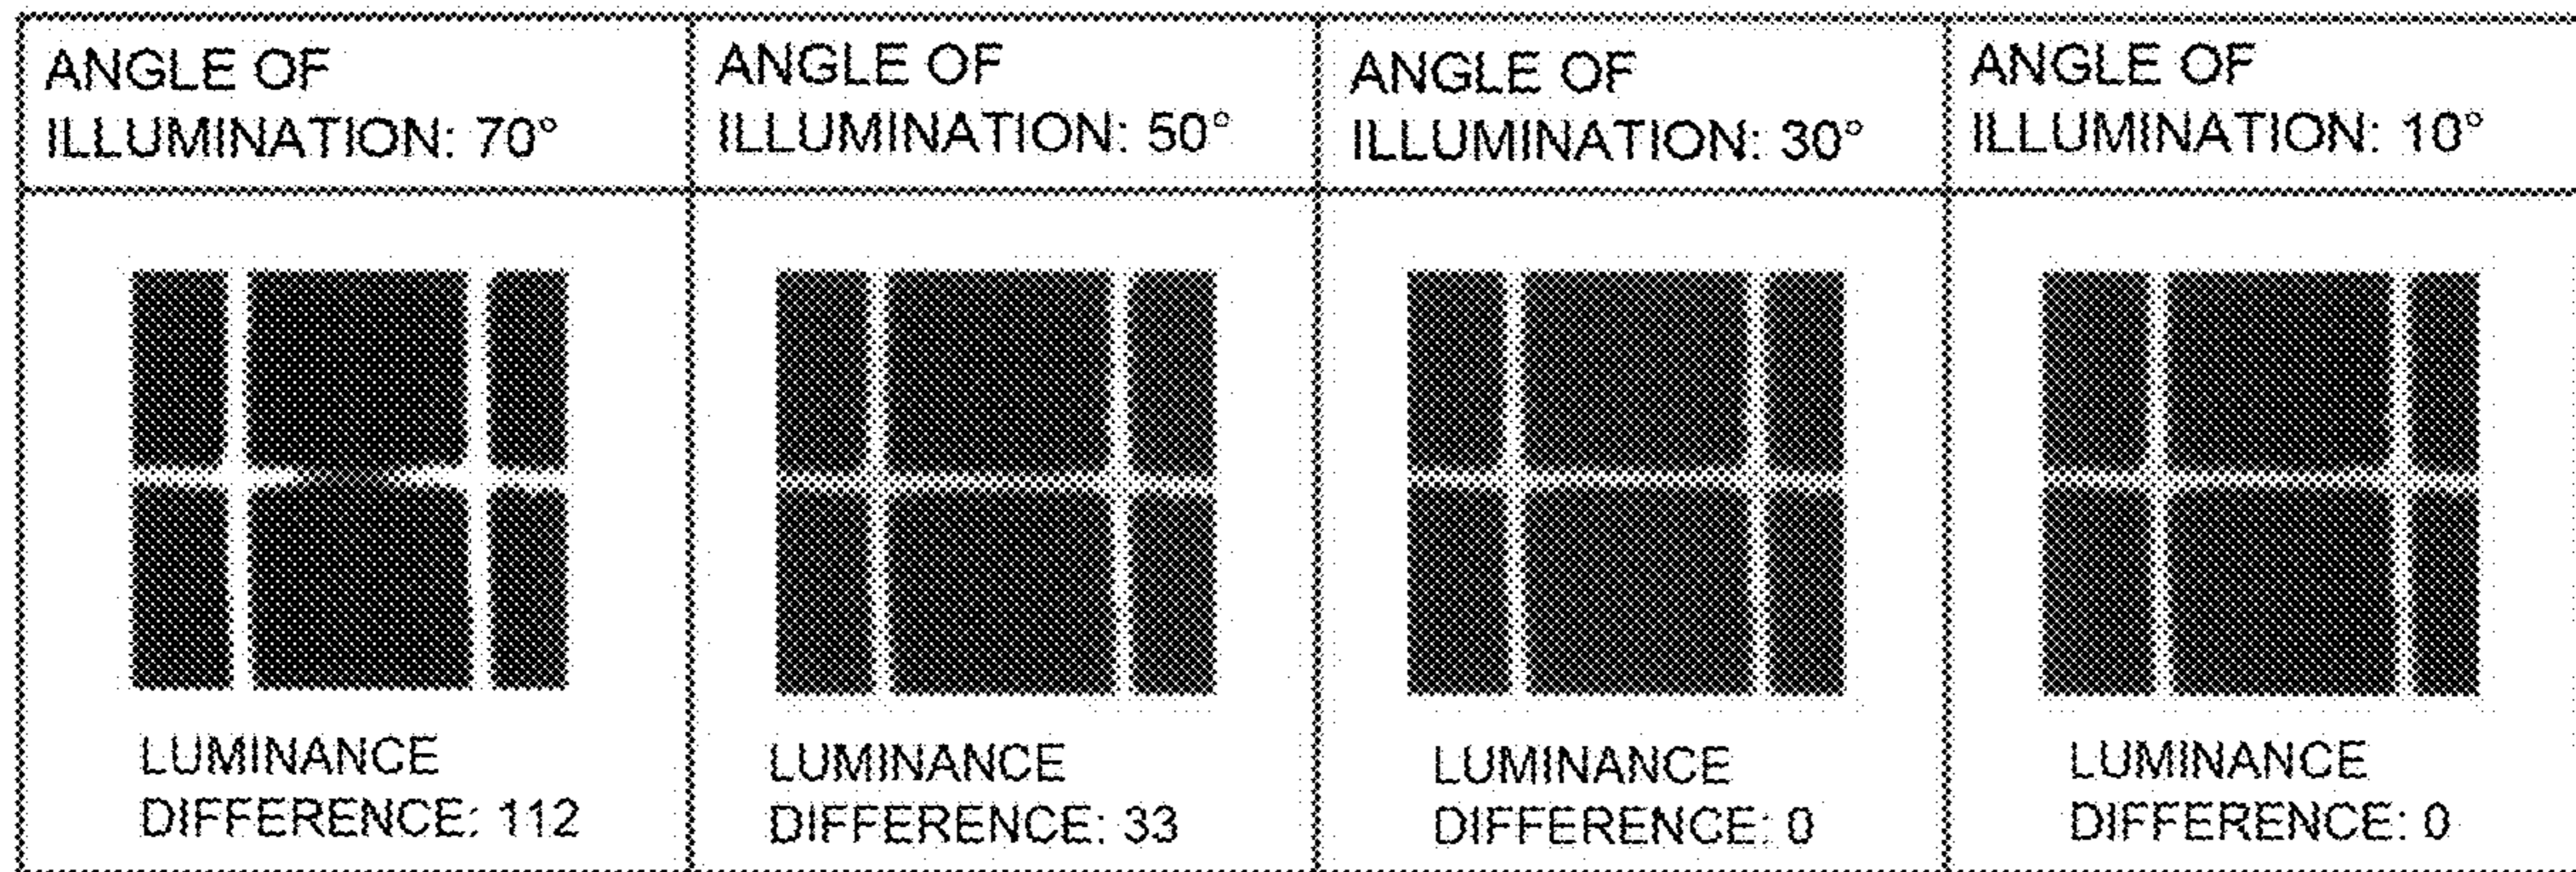 ANGLE OF
ILLUMINATION: 70°
ANGLE OF
ILLUMINATION: 50°
ANGLE OF
ILLUMINATION: 30°
ANGLE OF
ILLUMINATION: 10°
LUMINANCE
DIFFERENCE: 112
LUMINANCE
DIFFERENCE: 33
LUMINANCE
DIFFERENCE: 0
LUMINANCE
DIFFERENCE: 0